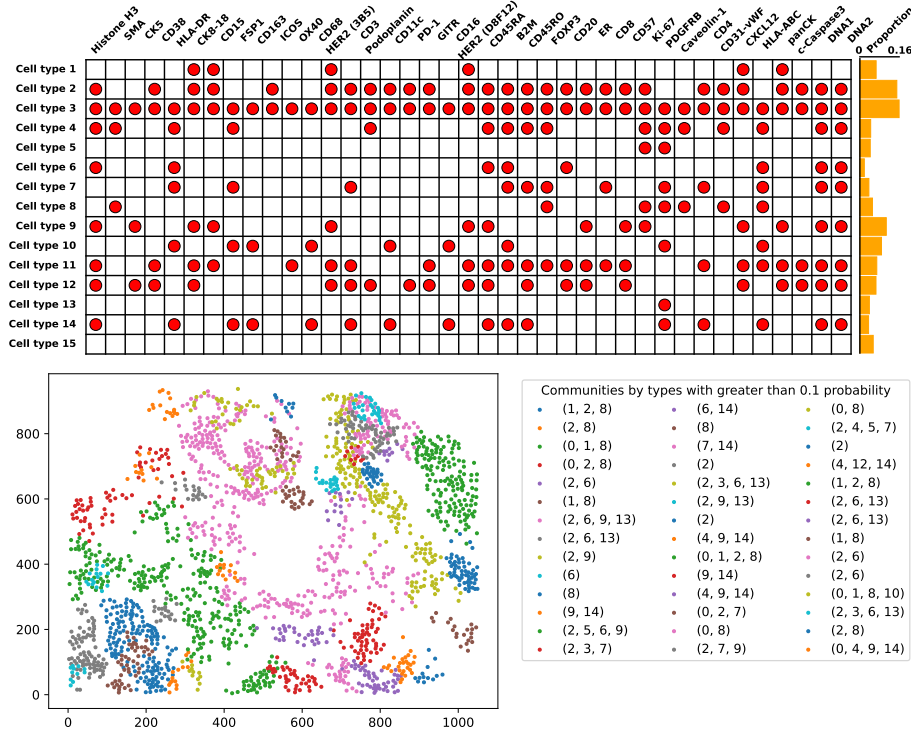 Histone H3
SMA
CK5
CD38
HLA-DR
CK8-18
CD15
FSP1
CD163
ICOS
OX40
CD68
HER2 (3B5)
CD3
Podoplanin
CD11c
PD-1
GITR
CD16
HER2 (D8F12)
CD45RA
B2M
CD45RO
FOXP3
CD20
ER
CD8
CD57
Ki-67
PDGFRB
Caveolin-1
CD4
CD31-vWF
CXCL12
HLA-ABC
panCK
c-Caspase3
DNA1
DNA2
Proportion
0 0.16
Cell type 1
Cell type 2
Cell type 3
Cell type 4
Cell type 5
Cell type 6
Cell type 7
Cell type 8
Cell type 9
Cell type 10
Cell type 11
Cell type 12
Cell type 13
Cell type 14
Cell type 15
800
600
400
200
0
0 200 400 600 800 1000
Communities by types with greater than 0.1 probability
(1, 2, 8) (6, 14) (0, 8)
(2, 8) (8) (2, 4, 5, 7)
(0, 1, 8) (7, 14) (2)
(0, 2, 8) (2) (4, 12, 14)
(2, 6) (2, 3, 6, 13) (1, 2, 8)
(1, 8) (2, 9, 13) (2, 6, 13)
(2, 6, 9, 13) (2) (2, 6, 13)
(2, 6, 13) (4, 9, 14) (1, 8)
(2, 9) (0, 1, 2, 8) (2, 6)
(6) (9, 14) (2, 6)
(8) (4, 9, 14) (0, 1, 8, 10)
(9, 14) (0, 2, 7) (2, 3, 6, 13)
(2, 5, 6, 9) (0, 8) (2, 8)
(2, 3, 7) (2, 7, 9) (0, 4, 9, 14)